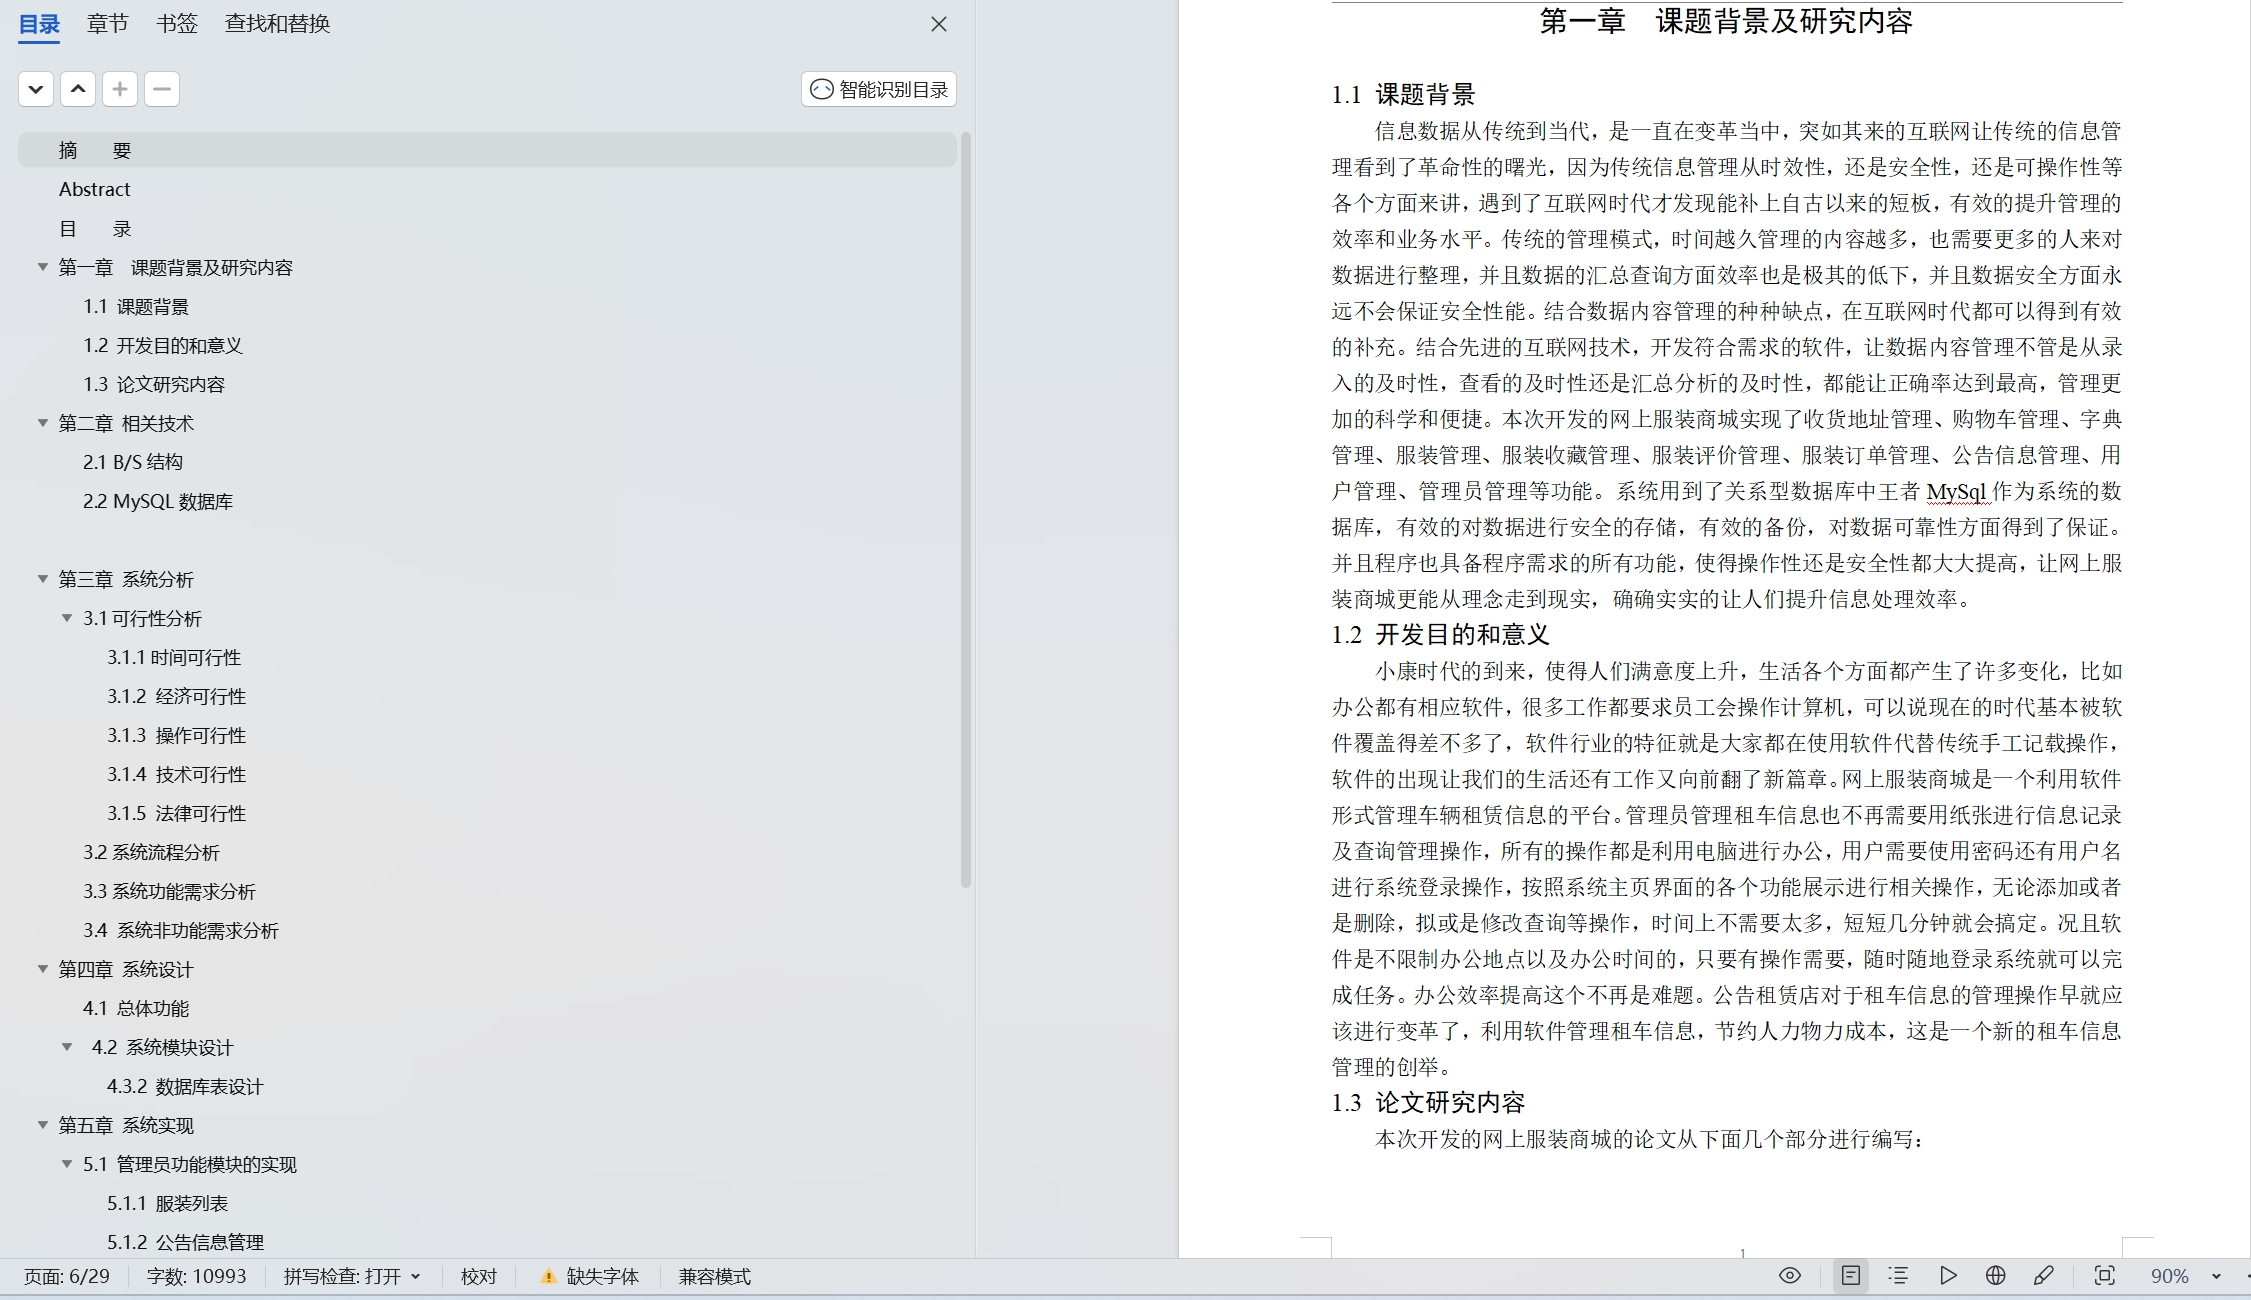 目录 章节 书签 查找和替换
智能识别目录
摘　要
Abstract
目　录
第一章　课题背景及研究内容
1.1 课题背景
1.2 开发目的和意义
1.3 论文研究内容
第二章 相关技术
2.1 B/S 结构
2.2 MySQL 数据库
第三章 系统分析
3.1 可行性分析
3.1.1 时间可行性
3.1.2 经济可行性
3.1.3 操作可行性
3.1.4 技术可行性
3.1.5 法律可行性
3.2 系统流程分析
3.3 系统功能需求分析
3.4 系统非功能需求分析
第四章 系统设计
4.1 总体功能
4.2 系统模块设计
4.3.2 数据库表设计
第五章 系统实现
5.1 管理员功能模块的实现
5.1.1 服装列表
5.1.2 公告信息管理
第一章　课题背景及研究内容
1.1 课题背景
信息数据从传统到当代，是一直在变革当中，突如其来的互联网让传统的信息管
理看到了革命性的曙光，因为传统信息管理从时效性，还是安全性，还是可操作性等
各个方面来讲，遇到了互联网时代才发现能补上自古以来的短板，有效的提升管理的
效率和业务水平。传统的管理模式，时间越久管理的内容越多，也需要更多的人来对
数据进行整理，并且数据的汇总查询方面效率也是极其的低下，并且数据安全方面永
远不会保证安全性能。结合数据内容管理的种种缺点，在互联网时代都可以得到有效
的补充。结合先进的互联网技术，开发符合需求的软件，让数据内容管理不管是从录
入的及时性，查看的及时性还是汇总分析的及时性，都能让正确率达到最高，管理更
加的科学和便捷。本次开发的网上服装商城实现了收货地址管理、购物车管理、字典
管理、服装管理、服装收藏管理、服装评价管理、服装订单管理、公告信息管理、用
户管理、管理员管理等功能。系统用到了关系型数据库中王者 MySql 作为系统的数
据库，有效的对数据进行安全的存储，有效的备份，对数据可靠性方面得到了保证。
并且程序也具备程序需求的所有功能，使得操作性还是安全性都大大提高，让网上服
装商城更能从理念走到现实，确确实实的让人们提升信息处理效率。
1.2 开发目的和意义
小康时代的到来，使得人们满意度上升，生活各个方面都产生了许多变化，比如
办公都有相应软件，很多工作都要求员工会操作计算机，可以说现在的时代基本被软
件覆盖得差不多了，软件行业的特征就是大家都在使用软件代替传统手工记载操作，
软件的出现让我们的生活还有工作又向前翻了新篇章。网上服装商城是一个利用软件
形式管理车辆租赁信息的平台。管理员管理租车信息也不再需要用纸张进行信息记录
及查询管理操作，所有的操作都是利用电脑进行办公，用户需要使用密码还有用户名
进行系统登录操作，按照系统主页界面的各个功能展示进行相关操作，无论添加或者
是删除，拟或是修改查询等操作，时间上不需要太多，短短几分钟就会搞定。况且软
件是不限制办公地点以及办公时间的，只要有操作需要，随时随地登录系统就可以完
成任务。办公效率提高这个不再是难题。公告租赁店对于租车信息的管理操作早就应
该进行变革了，利用软件管理租车信息，节约人力物力成本，这是一个新的租车信息
管理的创举。
1.3 论文研究内容
本次开发的网上服装商城的论文从下面几个部分进行编写：
1
页面: 6/29 字数: 10993 拼写检查: 打开 校对 缺失字体 兼容模式 90%